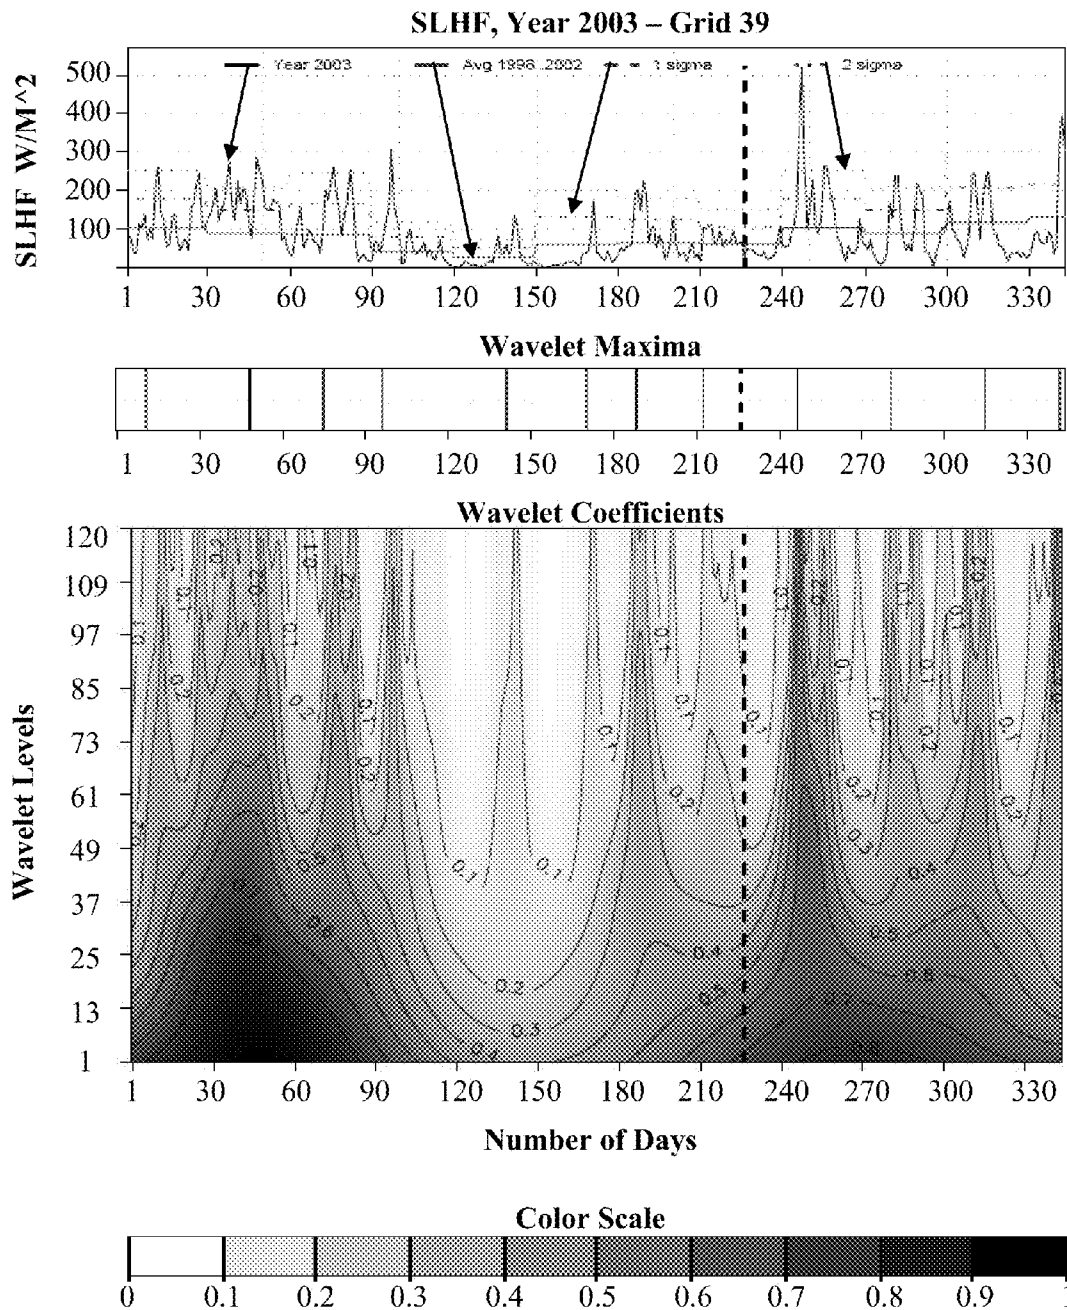 SLHF, Year 2003 – Grid 39
Year 2003 Avg 1998..2002 1 sigma 2 sigma
SLHF W/M^2
500
400
300
200
100
1 30 60 90 120 150 180 210 240 270 300 330
Wavelet Maxima
1 30 60 90 120 150 180 210 240 270 300 330
Wavelet Coefficients
Wavelet Levels
120
109
97
85
73
61
49
37
25
13
1
1 30 60 90 120 150 180 210 240 270 300 330
Number of Days
Color Scale
0 0.1 0.2 0.3 0.4 0.5 0.6 0.7 0.8 0.9